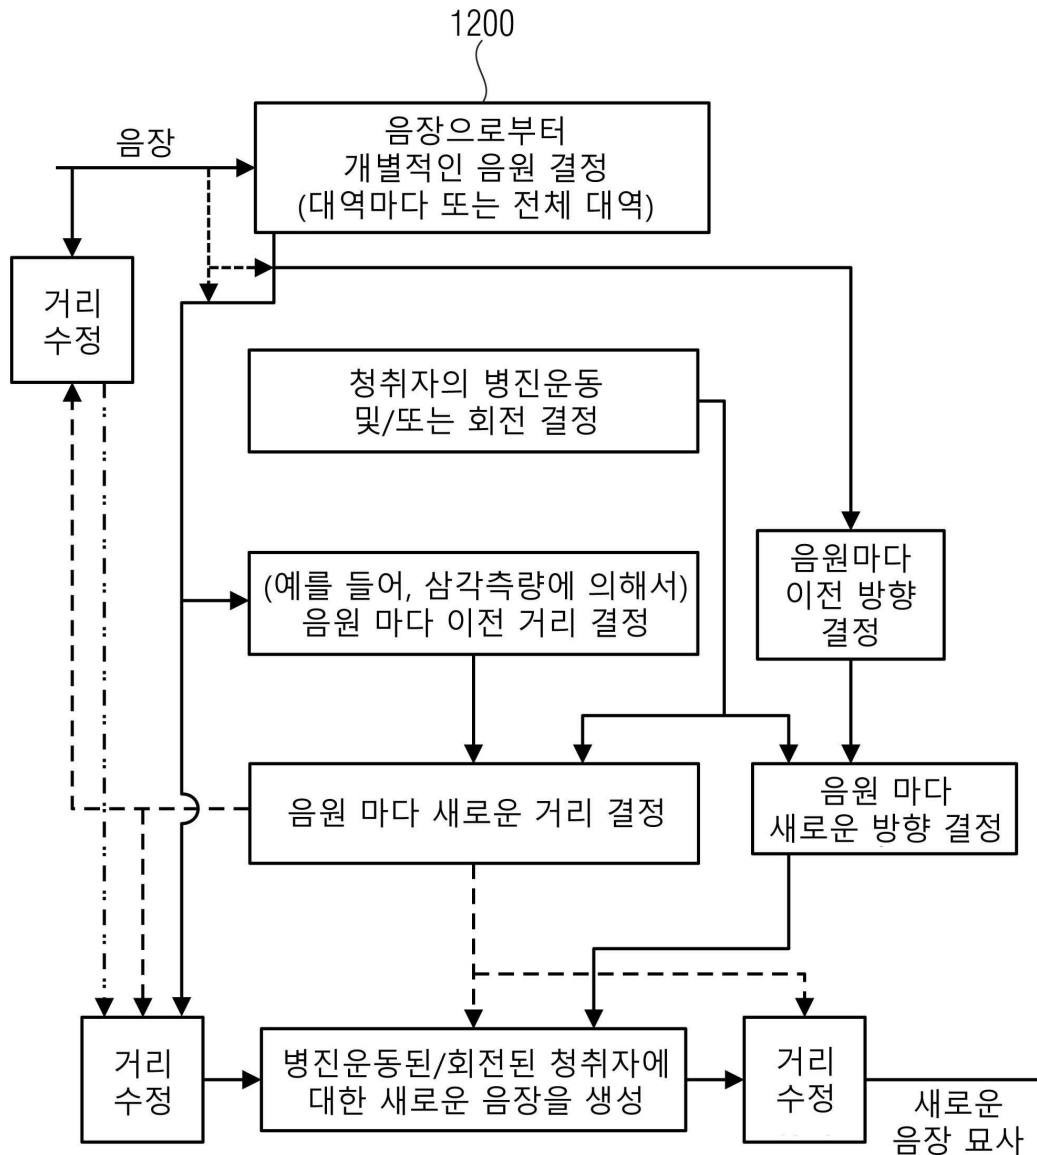 1200
음장
음장으로부터
개별적인 음원 결정
(대역마다 또는 전체 대역)
거리
수정
청취자의 병진운동
및/또는 회전 결정
(예를 들어, 삼각측량에 의해서)
음원 마다 이전 거리 결정
음원마다
이전 방향
결정
음원 마다 새로운 거리 결정
음원 마다
새로운 방향 결정
거리
수정
병진운동된/회전된 청취자에
대한 새로운 음장을 생성
거리
수정
새로운
음장 묘사